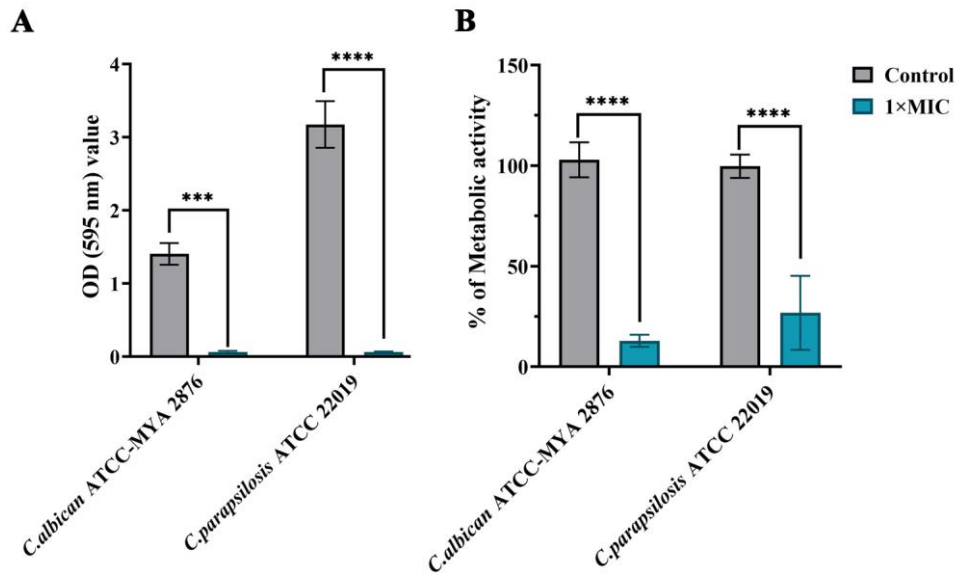 A
OD (595 nm) value
4
3
2
1
0
***
****
C.albican ATCC-MYA 2876
C.parapsilosis ATCC 22019
B
% of Metabolic activity
150
100
50
0
****
****
C.albican ATCC-MYA 2876
C.parapsilosis ATCC 22019
Control
1×MIC